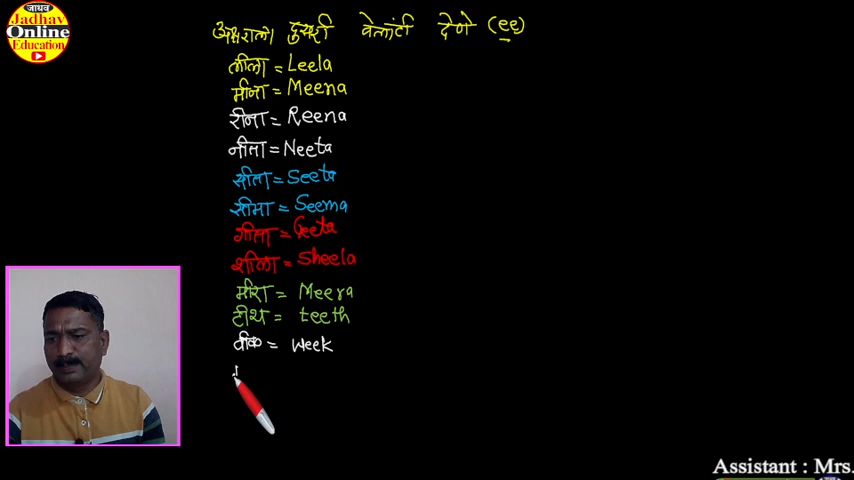 जाधव
Jadhav
Online
Education
अक्षराला दुसरी वेलांटी देणे (ee)
लीला = Leela
मीना = Meena
रीना = Reena
नीता = Neeta
सीता = Seeta
सीमा = Seema
गीता = Geeta
शीला = Sheela
मीरा = Meera
टीथ = teeth
वीक = week
Assistant : Mrs.